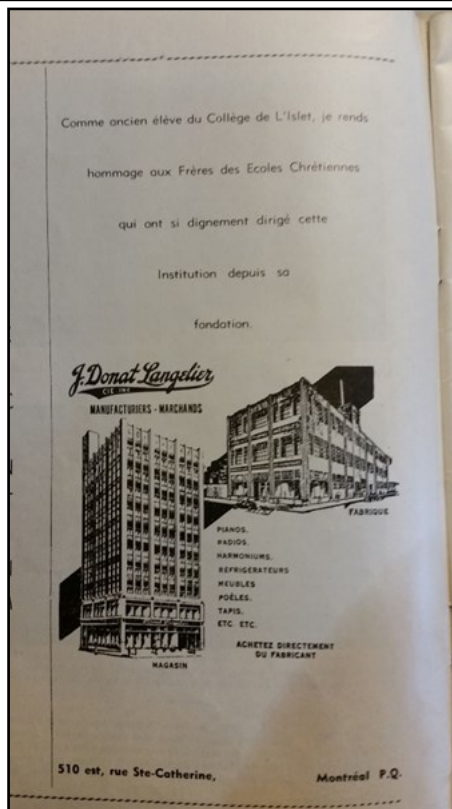 Comme ancien élève du Collège de L'Islet, je rends
hommage aux Frères des Ecoles Chrétiennes
qui ont si dignement dirigé cette
Institution depuis sa
fondation.
J. Donat Langelier
CIE. INC.
MANUFACTURIERS - MARCHANDS
FABRIQUE
PIANOS.
RADIOS.
HARMONIUMS.
RÉFRIGÉRATEURS
MEUBLES
POÊLES.
TAPIS.
ETC. ETC.
ACHETEZ DIRECTEMENT
DU FABRICANT
MAGASIN
510 est, rue Ste-Catherine, Montréal P.Q.